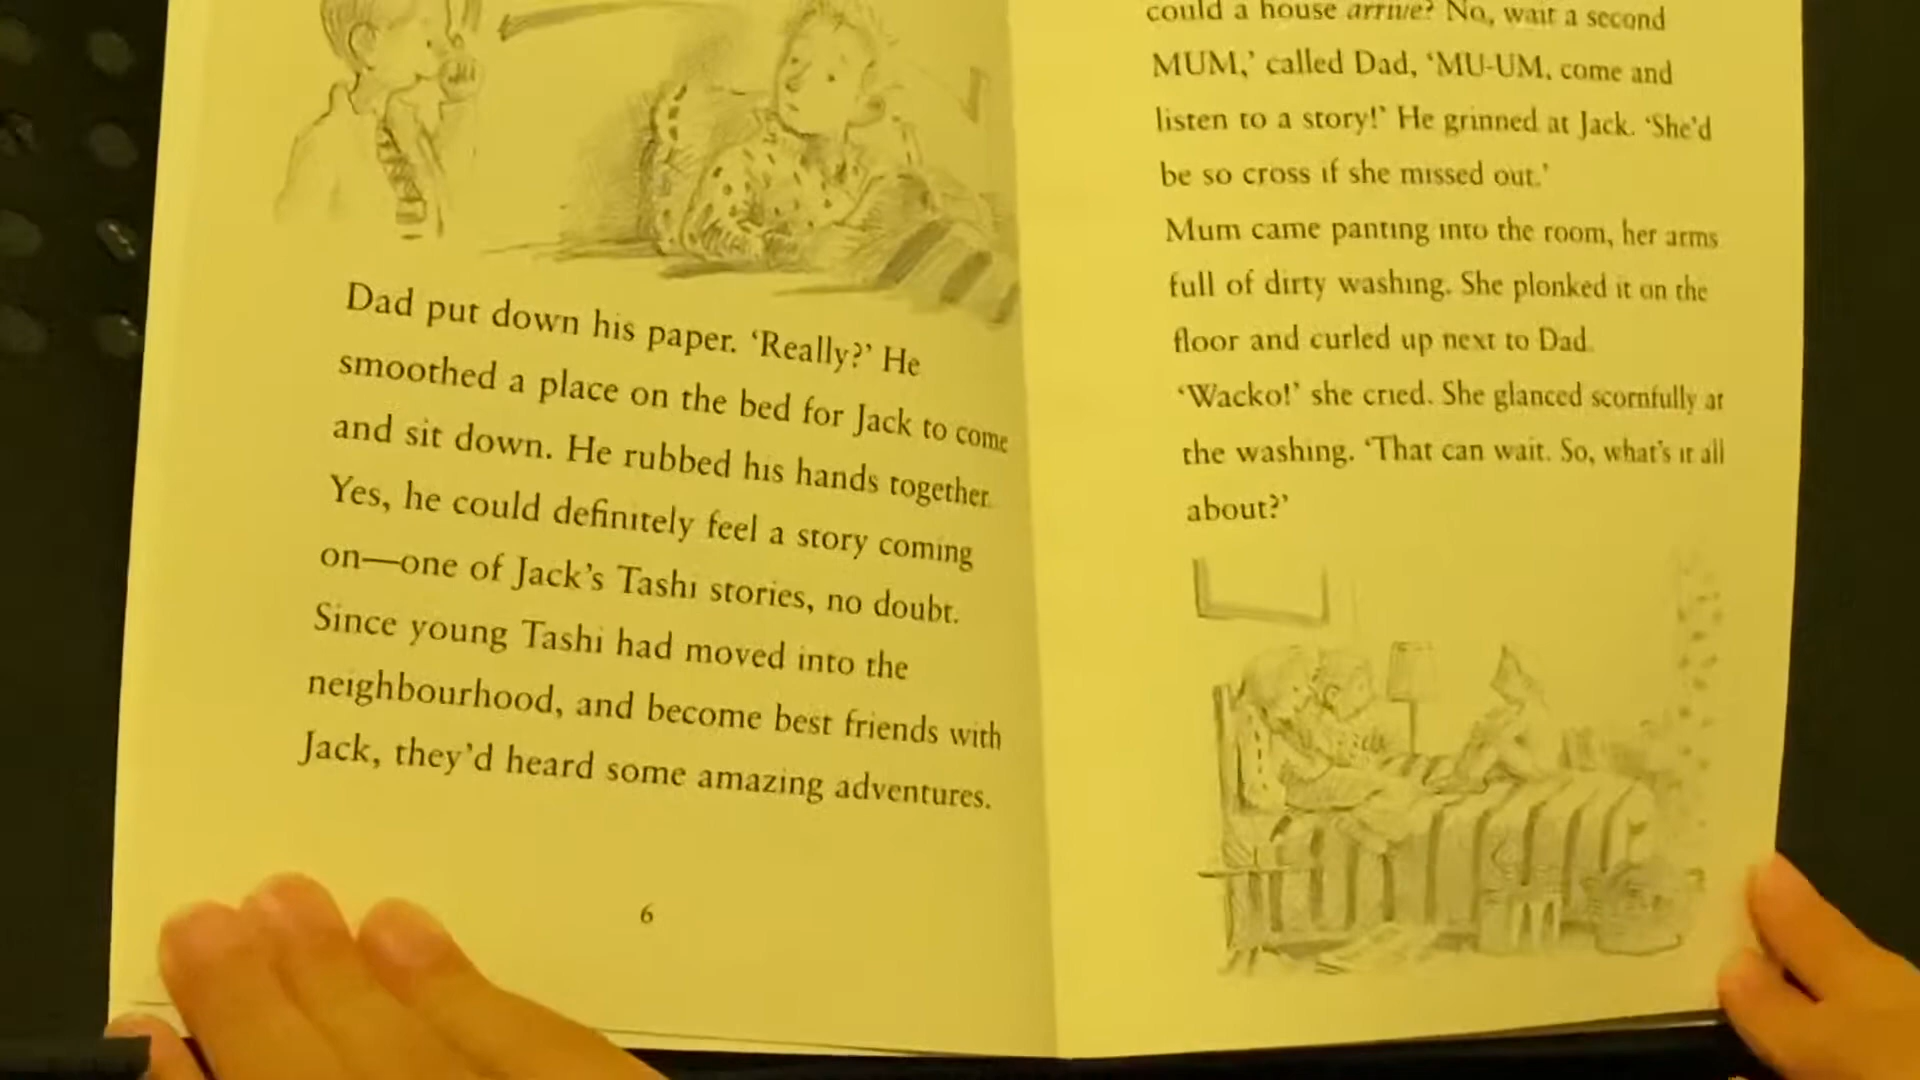 Dad put down his paper. ‘Really?’ He
smoothed a place on the bed for Jack to come
and sit down. He rubbed his hands together.
Yes, he could definitely feel a story coming
on—one of Jack’s Tashi stories, no doubt.
Since young Tashi had moved into the
neighbourhood, and become best friends with
Jack, they’d heard some amazing adventures.
6
could a house arrive? No, wait a second
MUM,’ called Dad, ‘MU-UM, come and
listen to a story!’ He grinned at Jack. ‘She’d
be so cross if she missed out.’
Mum came panting into the room, her arms
full of dirty washing. She plonked it on the
floor and curled up next to Dad.
‘Wacko!’ she cried. She glanced scornfully at
the washing. ‘That can wait. So, what’s it all
about?’